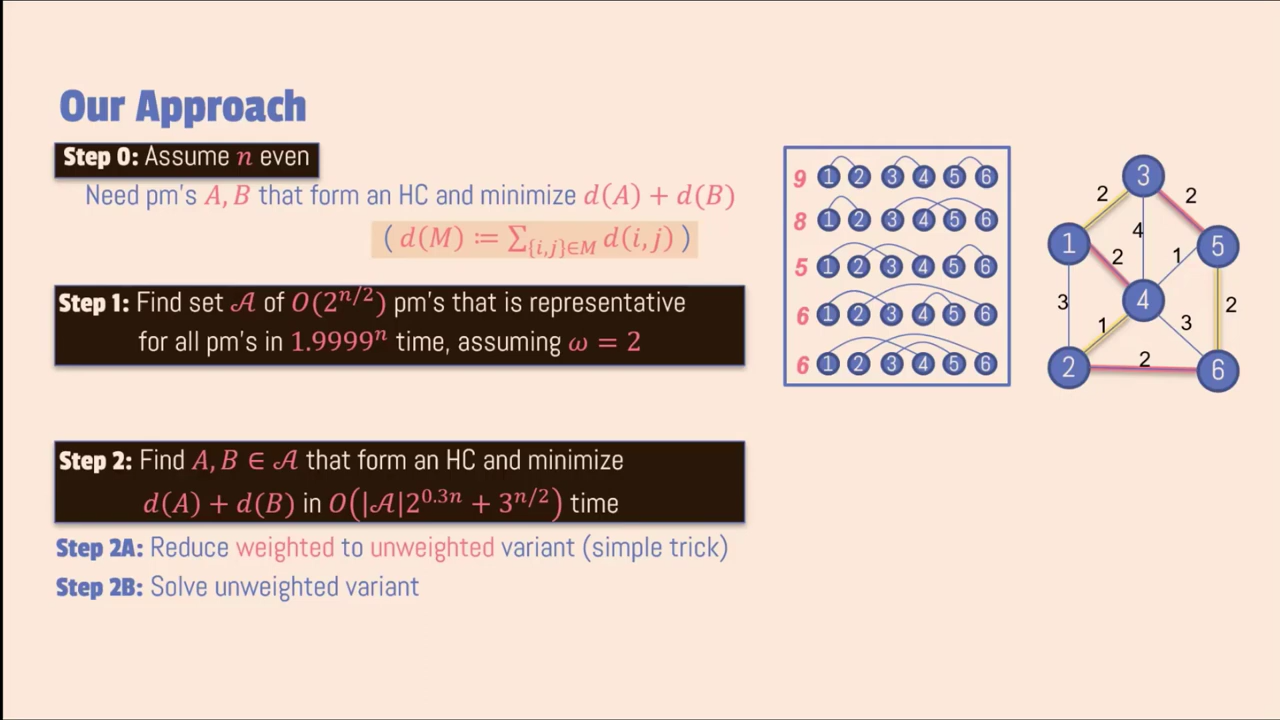 Our Approach
Step 0: Assume n even
Need pm's A, B that form an HC and minimize d(A) + d(B)
( d(M) ≔ ∑_{{i,j}∈M} d(i,j) )
Step 1: Find set 𝒜 of O(2^{n/2}) pm's that is representative
for all pm's in 1.9999^n time, assuming ω = 2
Step 2: Find A, B ∈ 𝒜 that form an HC and minimize
d(A) + d(B) in O(|𝒜|2^{0.3n} + 3^{n/2}) time
Step 2A: Reduce weighted to unweighted variant (simple trick)
Step 2B: Solve unweighted variant
9 1 2 3 4 5 6
8 1 2 3 4 5 6
5 1 2 3 4 5 6
6 1 2 3 4 5 6
6 1 2 3 4 5 6
3
2 2
4
1 5
2 1
3 4 2
1 3
2
2 6